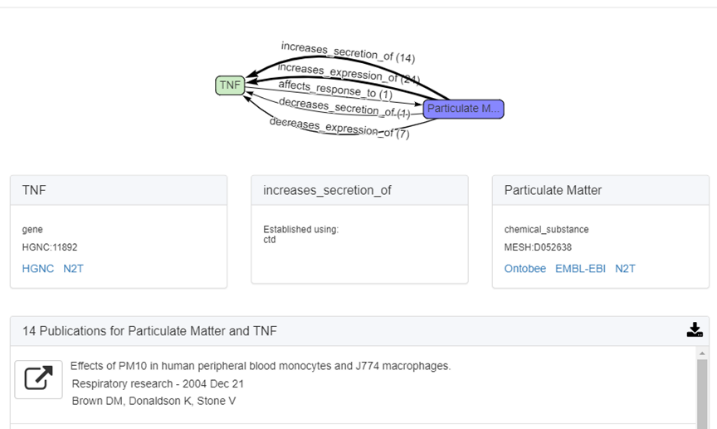 increases_secretion_of (14)
increases_expression_of (21)
TNF
affects_response_to (1)
Particulate M...
decreases_secretion_of (1)
decreases_expression_of (7)
TNF
increases_secretion_of
Particulate Matter
gene
HGNC:11892
HGNC N2T
Established using:
ctd
chemical_substance
MESH:D052638
Ontobee EMBL-EBI N2T
14 Publications for Particulate Matter and TNF
Effects of PM10 in human peripheral blood monocytes and J774 macrophages.
Respiratory research - 2004 Dec 21
Brown DM, Donaldson K, Stone V